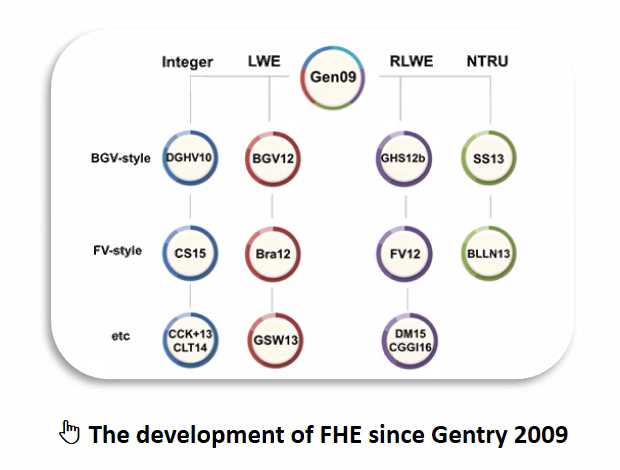 Integer LWE RLWE NTRU
Gen09
BGV-style DGHV10 BGV12 GHS12b SS13
FV-style CS15 Bra12 FV12 BLLN13
etc CCK+13 GSW13 DM15
CLT14 CGGI16
The development of FHE since Gentry 2009